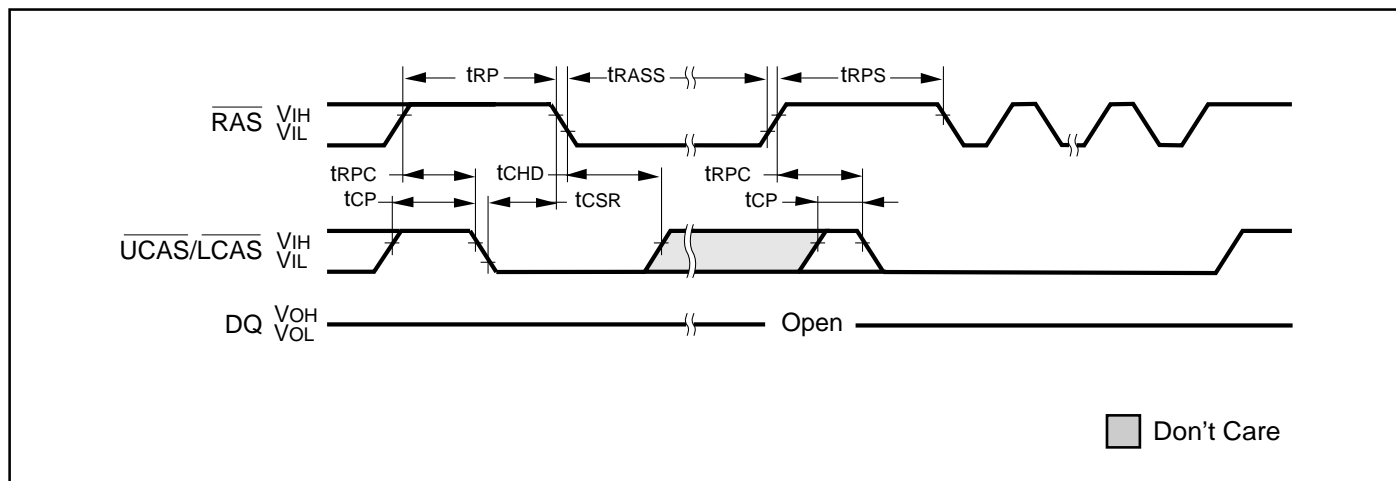 tRP tRASS tRPS
RAS VIH
VIL
tRPC tCHD tRPC
tCP tCSR tCP
UCAS/LCAS VIH
VIL
DQ VOH
VOL
Open
Don't Care